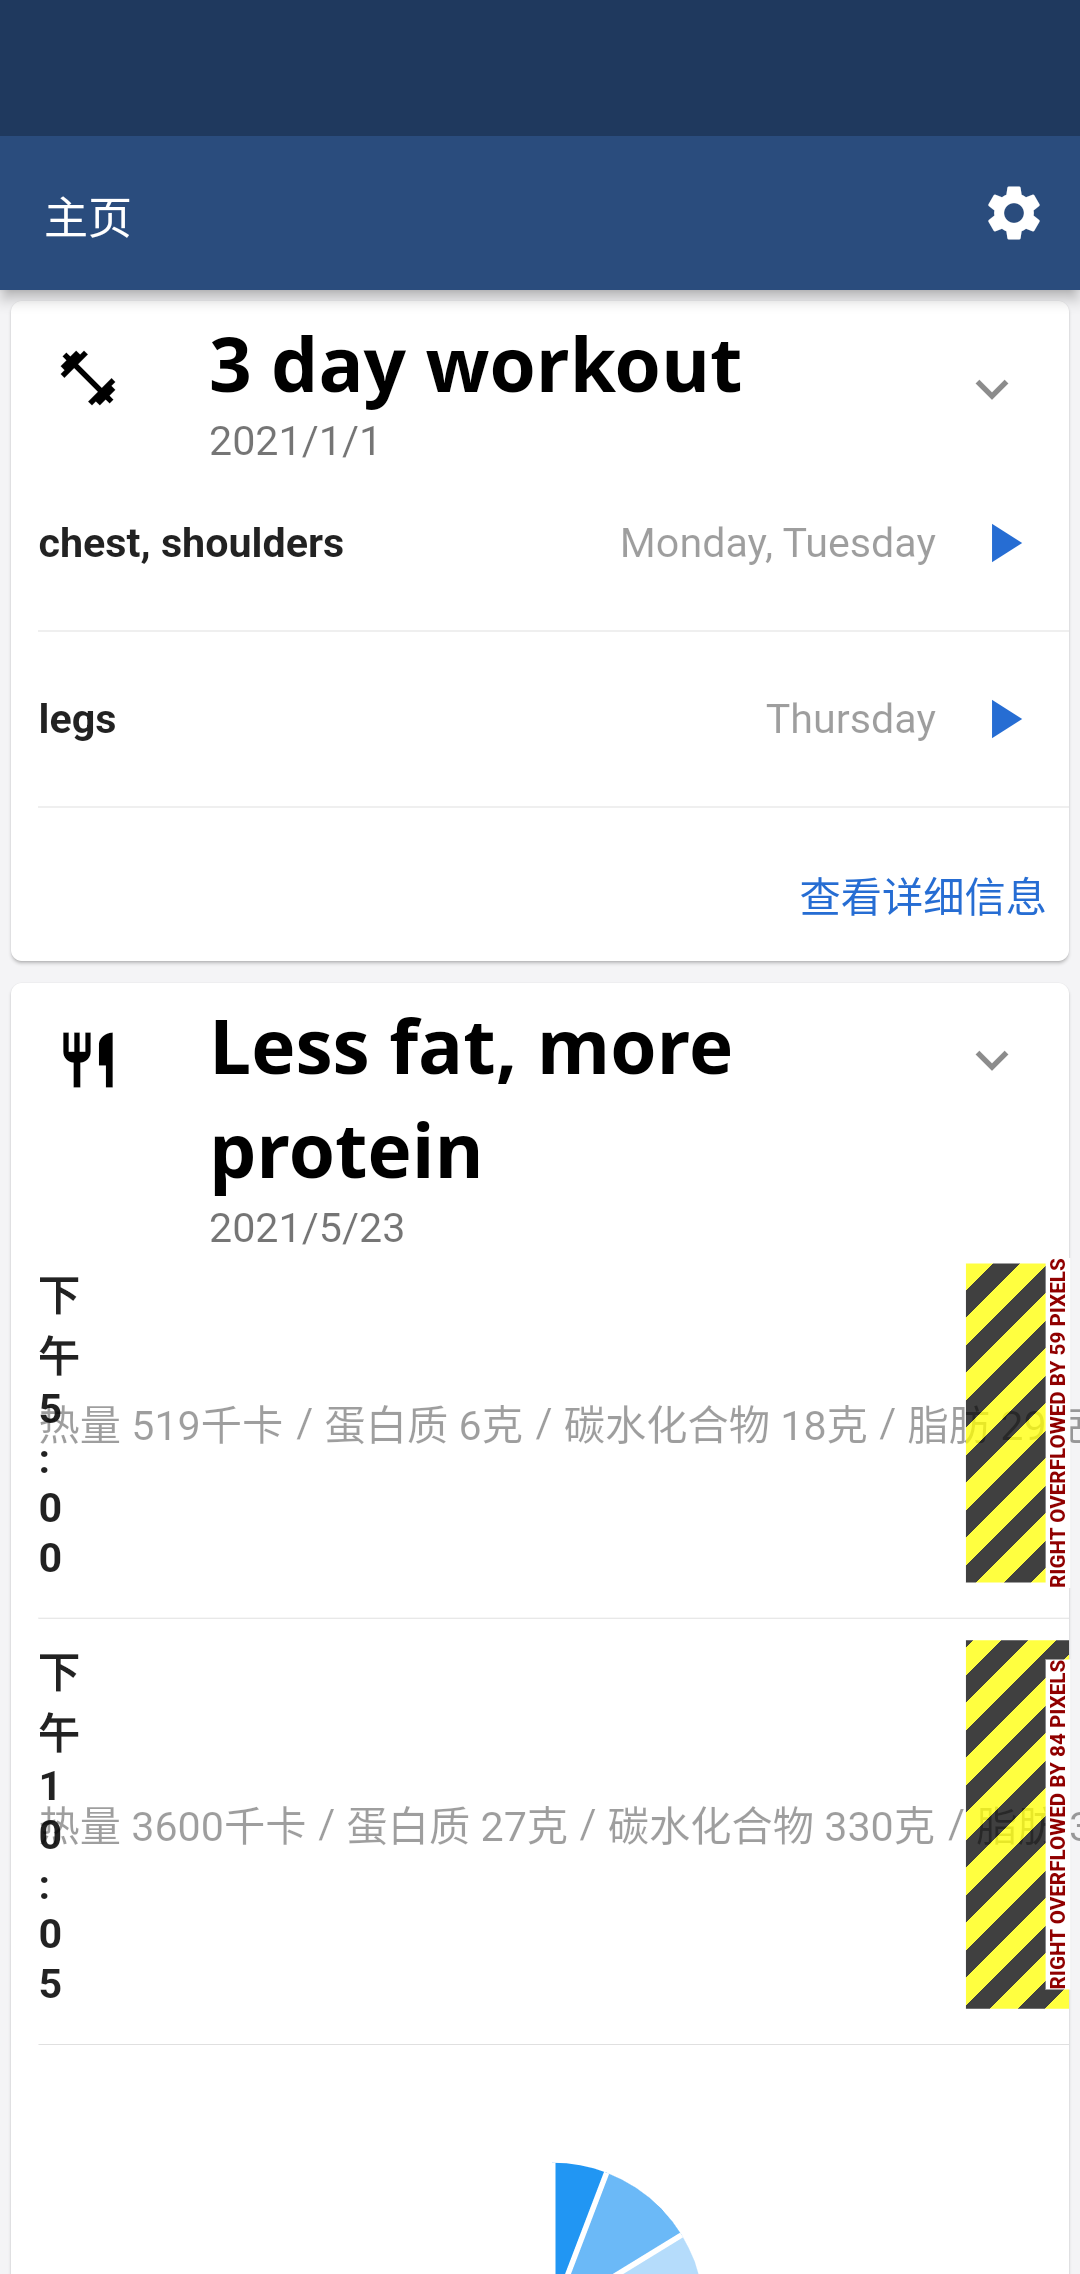 主页
3 day workout
2021/1/1
chest, shoulders Monday, Tuesday
legs Thursday
查看详细信息
Less fat, more
protein
2021/5/23
下午5:00
热量 519千卡 / 蛋白质 6克 / 碳水化合物 18克 / 脂肪 29克
RIGHT OVERFLOWED BY 59 PIXELS
下午10:05
热量 3600千卡 / 蛋白质 27克 / 碳水化合物 330克 / 脂肪
RIGHT OVERFLOWED BY 84 PIXELS